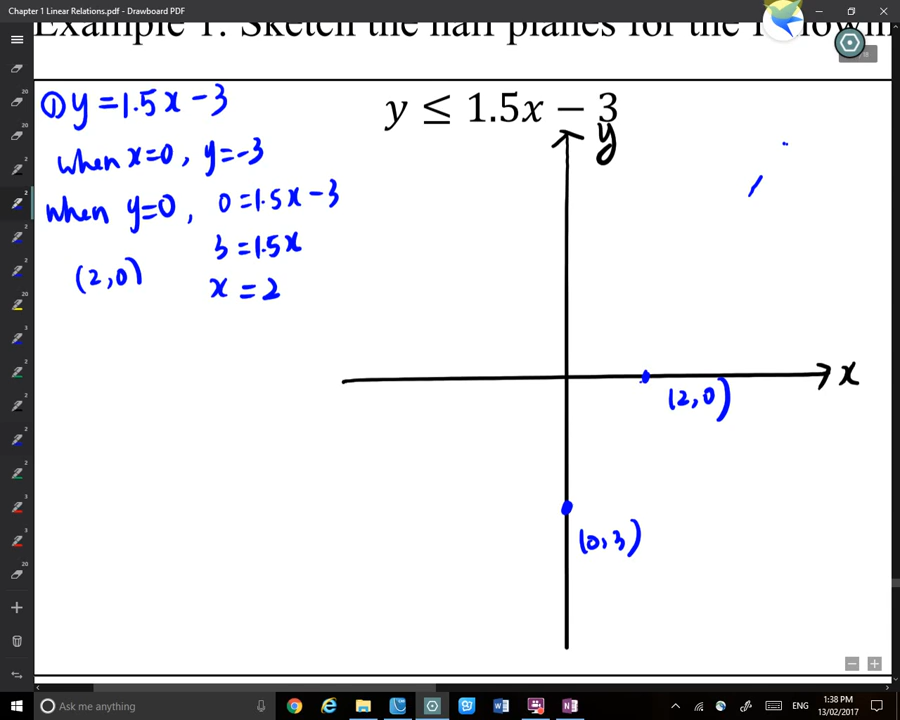 Chapter 1 Linear Relations.pdf - Drawboard PDF
Example 1: Sketch the half planes for the following
① y = 1.5x - 3
when x=0, y=-3
when y=0, 0 = 1.5x - 3
3 = 1.5x
(2,0) x = 2
y ≤ 1.5x − 3
y
x
(2,0)
(0,3)
Ask me anything
ENG
1:38 PM
13/02/2017